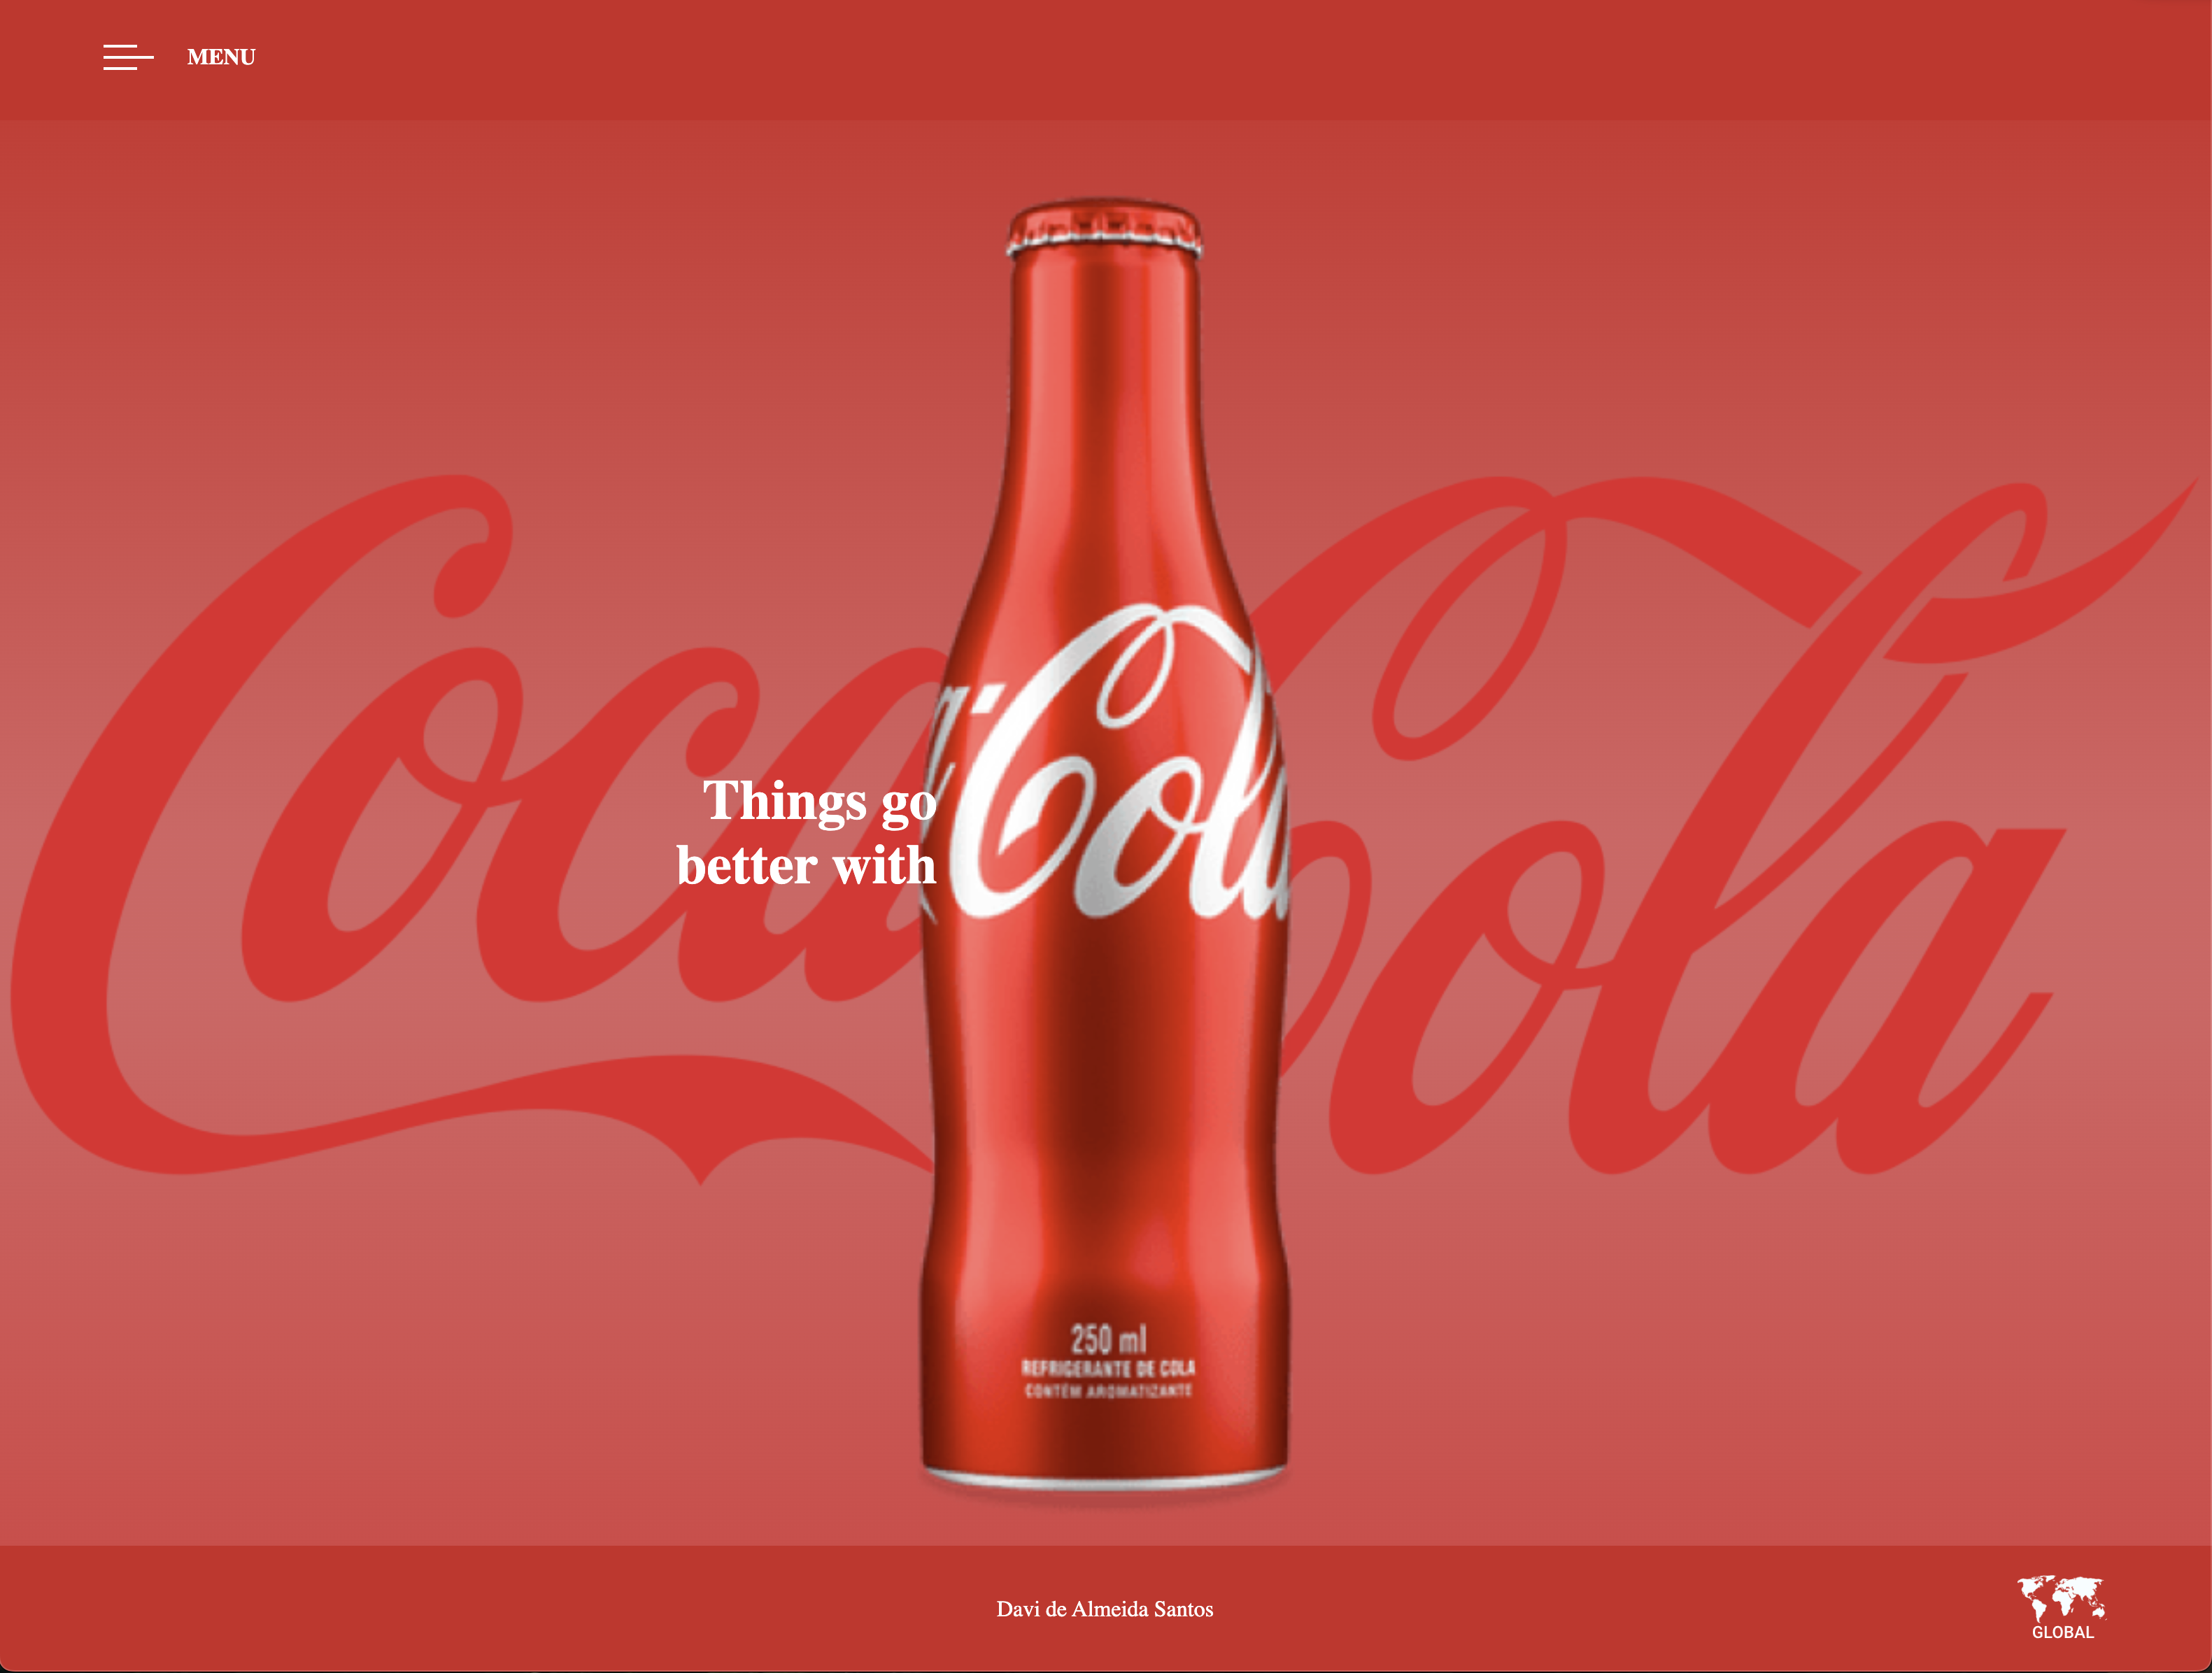 MENU
Coca Cola
Things go
better with
Cola
250 ml
REFRIGERANTE DE COLA
CONTÉM AROMATIZANTE
Davi de Almeida Santos
GLOBAL